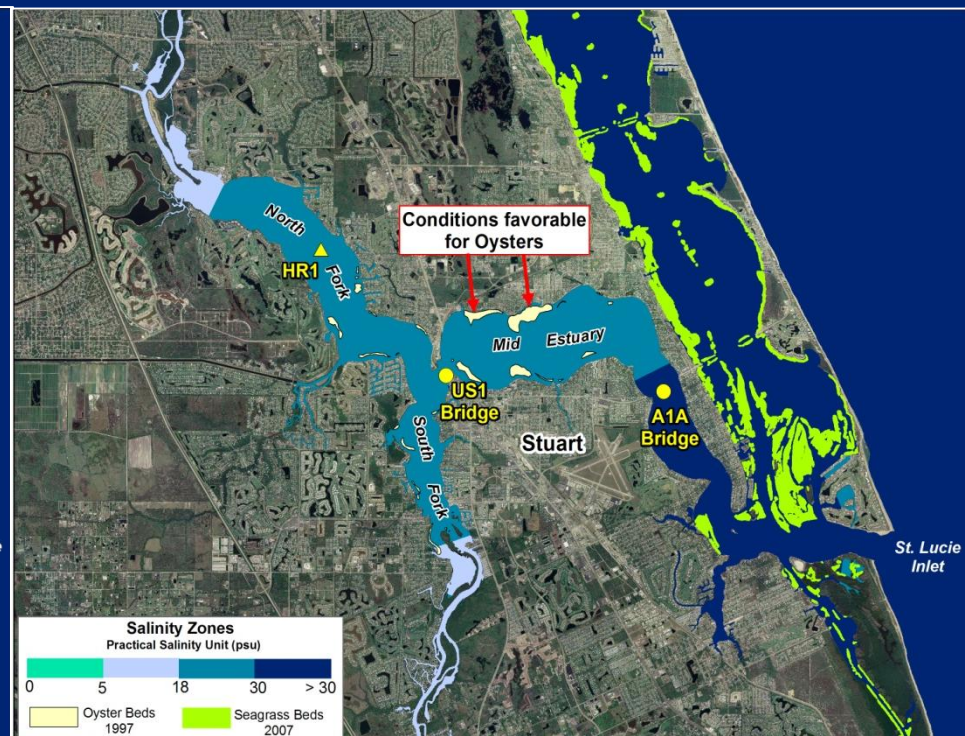 North
Fork
HR1
Conditions favorable
for Oysters
Mid Estuary
US1
Bridge
A1A
Bridge
South
Fork
Stuart
St. Lucie
Inlet
Salinity Zones
Practical Salinity Unit (psu)
0 5 18 30 > 30
Oyster Beds
1997
Seagrass Beds
2007